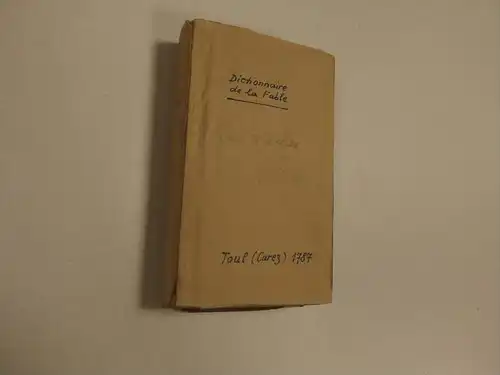 Dictionnaire
de la Fable
Toul (Carez) 1787